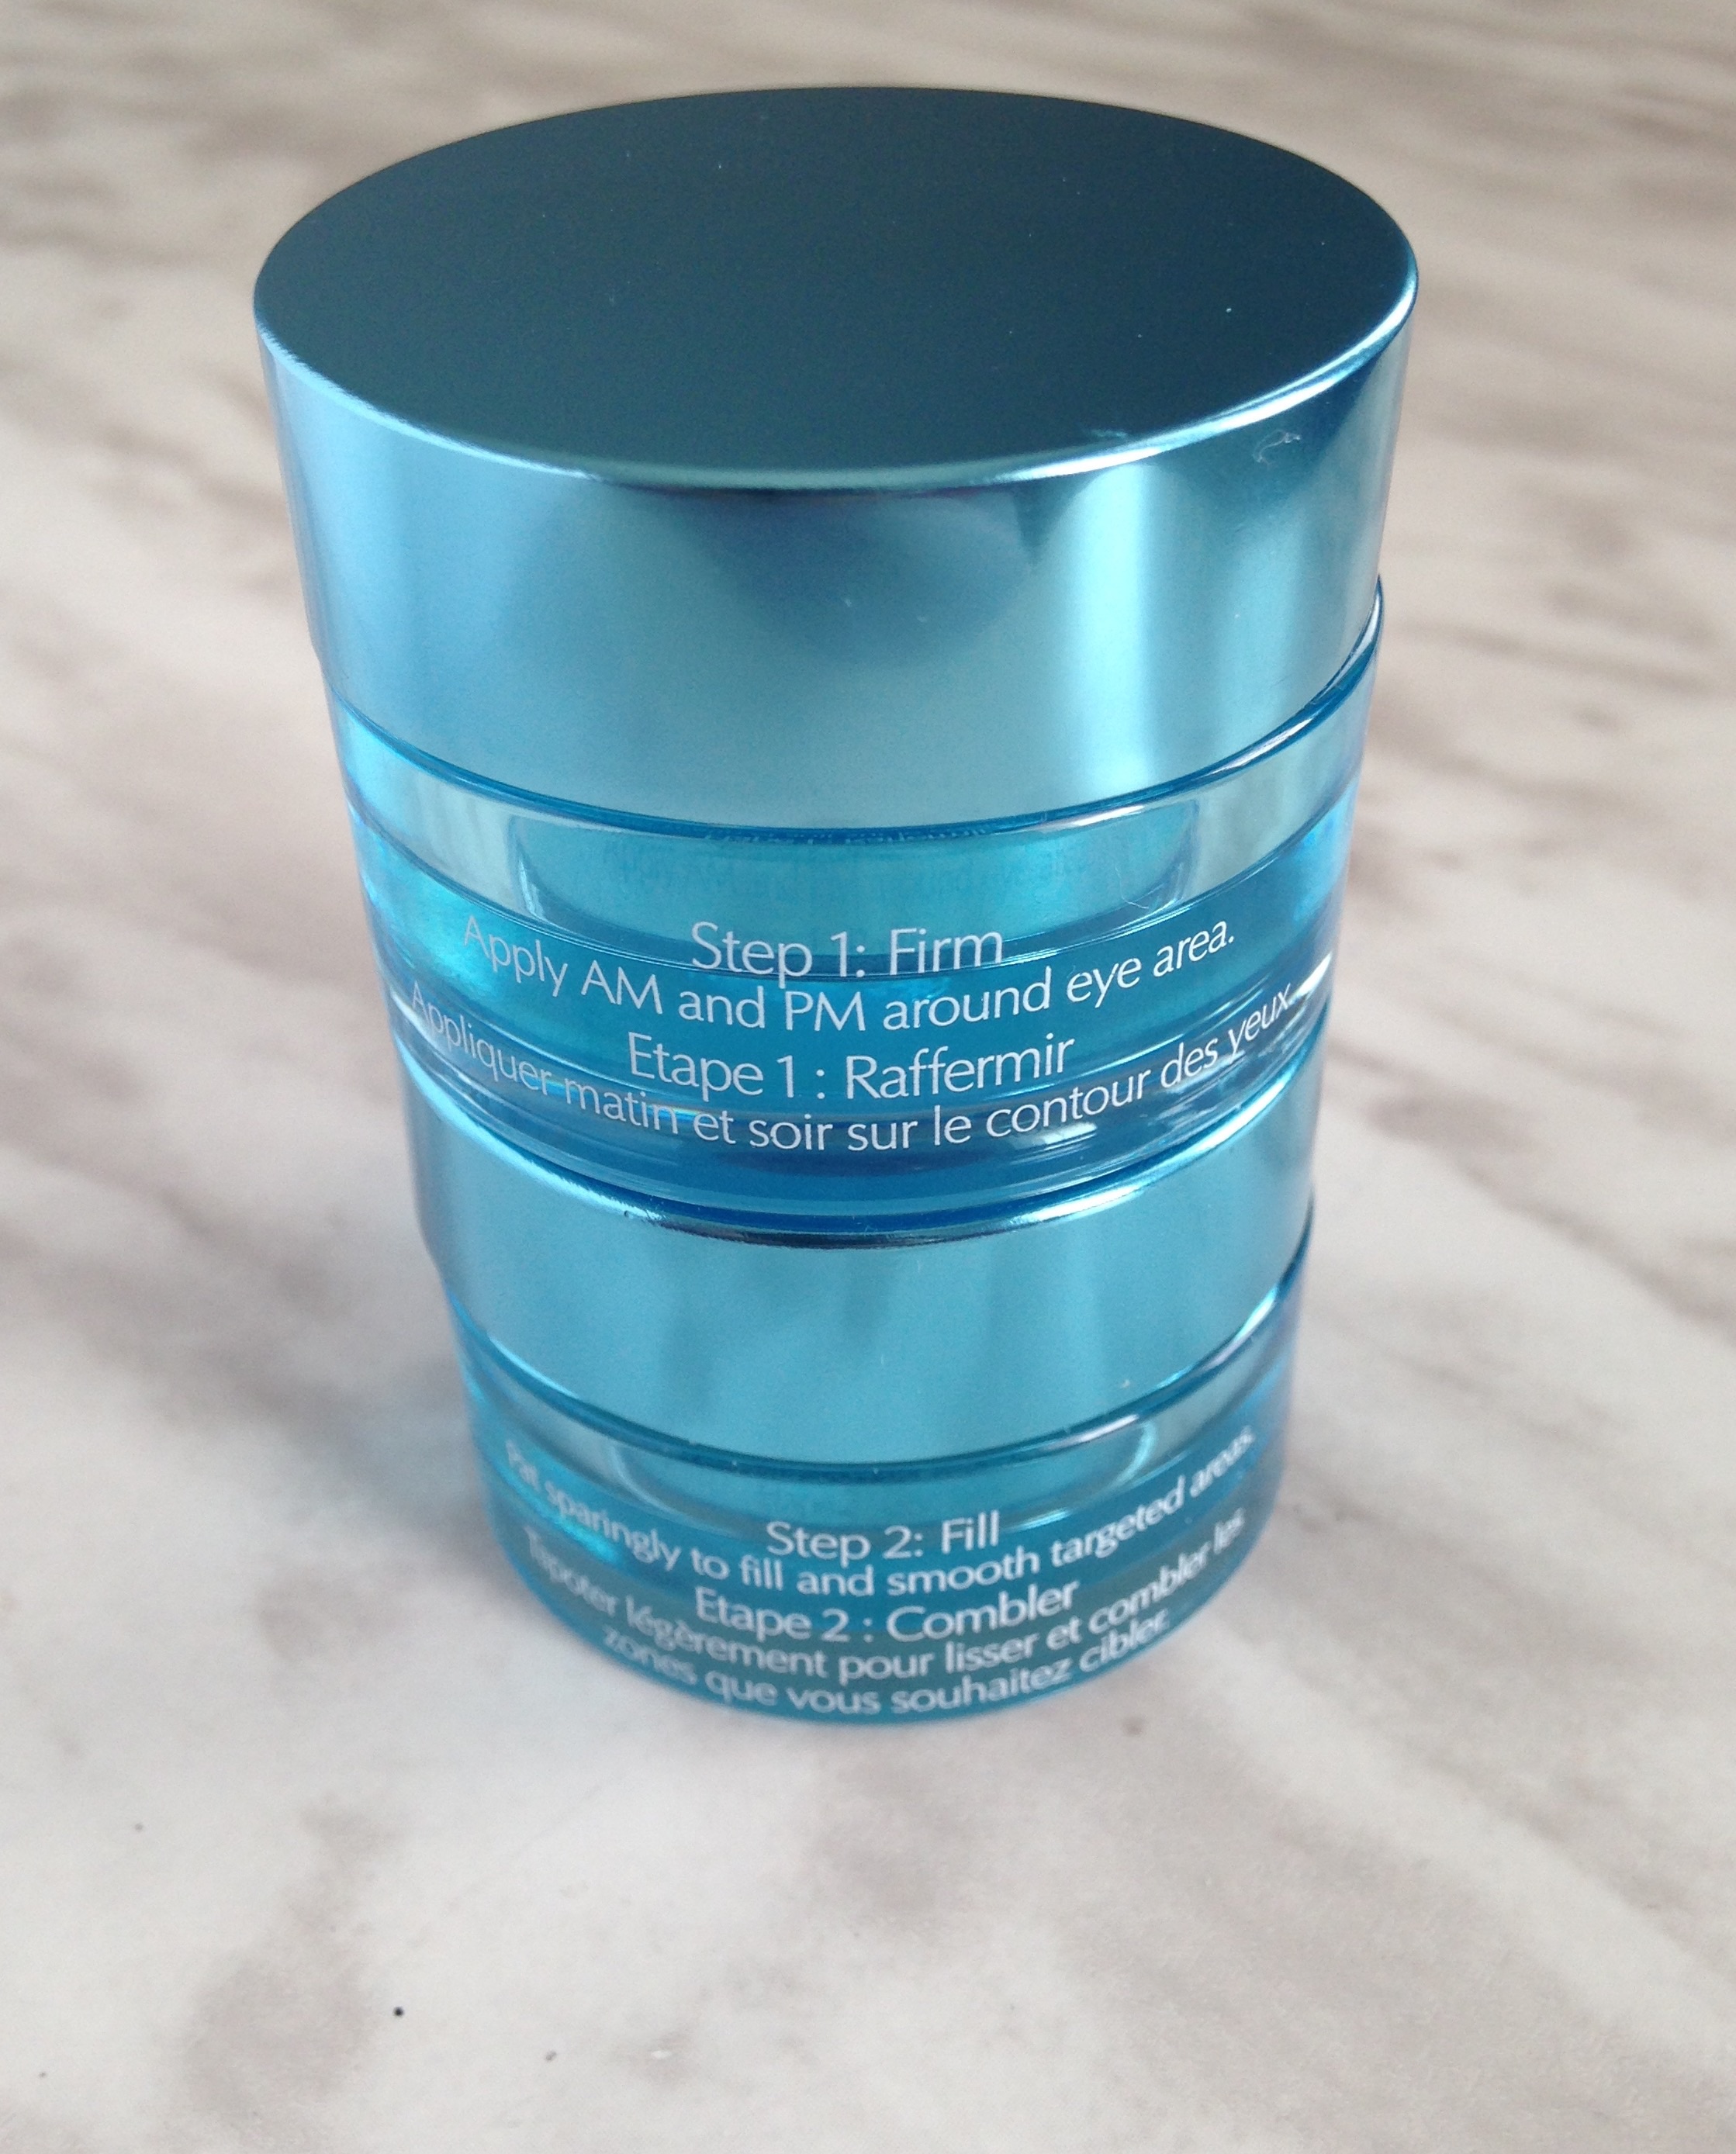 Step 1: Firm
Apply AM and PM around eye area.
Etape 1 : Raffermir
Appliquer matin et soir sur le contour des yeux.
Step 2: Fill
Pat sparingly to fill and smooth targeted areas.
Etape 2 : Combler
Tapoter légèrement pour lisser et combler les
zones que vous souhaitez cibler.